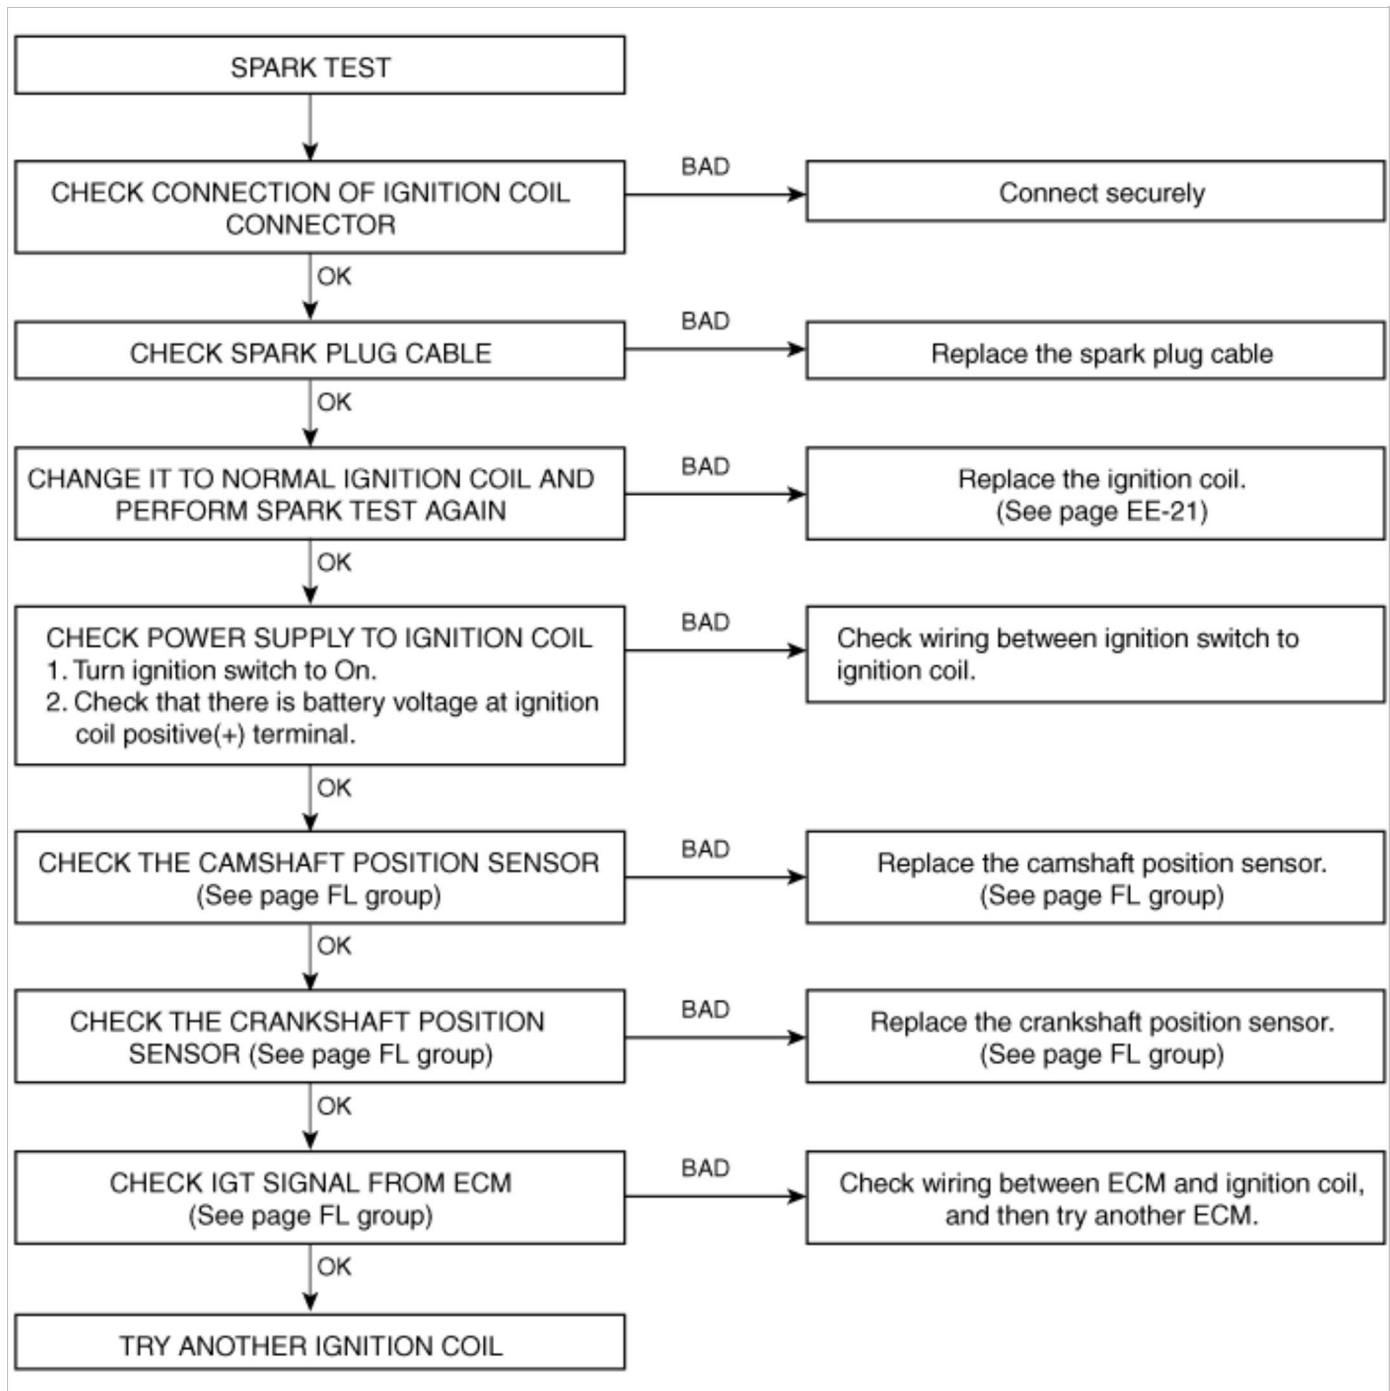 SPARK TEST
CHECK CONNECTION OF IGNITION COIL
CONNECTOR
BAD
Connect securely
OK
CHECK SPARK PLUG CABLE
BAD
Replace the spark plug cable
OK
CHANGE IT TO NORMAL IGNITION COIL AND
PERFORM SPARK TEST AGAIN
BAD
Replace the ignition coil.
(See page EE-21)
OK
CHECK POWER SUPPLY TO IGNITION COIL
1. Turn ignition switch to On.
2. Check that there is battery voltage at ignition
coil positive(+) terminal.
BAD
Check wiring between ignition switch to
ignition coil.
OK
CHECK THE CAMSHAFT POSITION SENSOR
(See page FL group)
BAD
Replace the camshaft position sensor.
(See page FL group)
OK
CHECK THE CRANKSHAFT POSITION
SENSOR (See page FL group)
BAD
Replace the crankshaft position sensor.
(See page FL group)
OK
CHECK IGT SIGNAL FROM ECM
(See page FL group)
BAD
Check wiring between ECM and ignition coil,
and then try another ECM.
OK
TRY ANOTHER IGNITION COIL